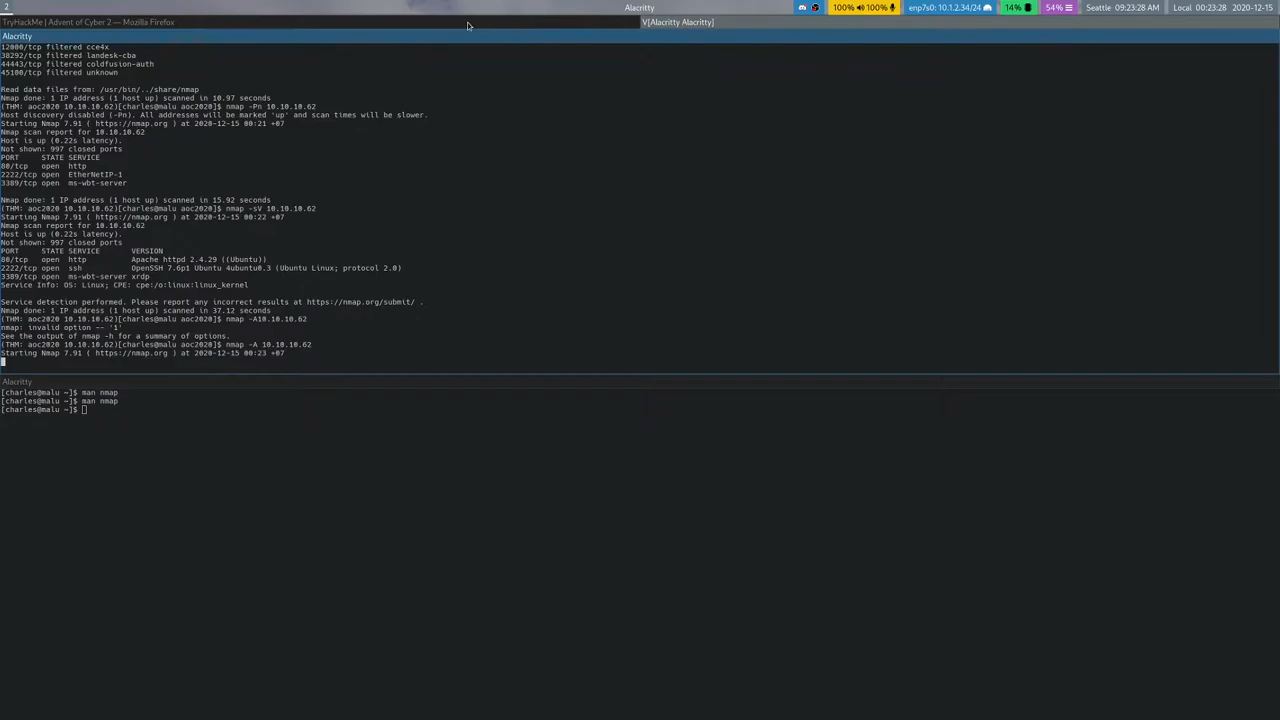 2
Alacritty
100% 100%
enp7s0: 10.1.2.34/24
14%
54%
Seattle 09:23:28 AM
Local 00:23:28 2020-12-15
TryHackMe | Advent of Cyber 2 — Mozilla Firefox
V[Alacritty Alacritty]
Alacritty
12000/tcp filtered cce4x
38292/tcp filtered landesk-cba
44443/tcp filtered coldfusion-auth
45100/tcp filtered unknown
Read data files from: /usr/bin/../share/nmap
Nmap done: 1 IP address (1 host up) scanned in 10.97 seconds
(THM: aoc2020 10.10.10.62)[charles@malu aoc2020]$ nmap -Pn 10.10.10.62
Host discovery disabled (-Pn). All addresses will be marked 'up' and scan times will be slower.
Starting Nmap 7.91 ( https://nmap.org ) at 2020-12-15 00:21 +07
Nmap scan report for 10.10.10.62
Host is up (0.22s latency).
Not shown: 997 closed ports
PORT     STATE SERVICE
80/tcp   open  http
2222/tcp open  EtherNetIP-1
3389/tcp open  ms-wbt-server
Nmap done: 1 IP address (1 host up) scanned in 15.92 seconds
(THM: aoc2020 10.10.10.62)[charles@malu aoc2020]$ nmap -sV 10.10.10.62
Starting Nmap 7.91 ( https://nmap.org ) at 2020-12-15 00:22 +07
Nmap scan report for 10.10.10.62
Host is up (0.22s latency).
Not shown: 997 closed ports
PORT     STATE SERVICE       VERSION
80/tcp   open  http          Apache httpd 2.4.29 ((Ubuntu))
2222/tcp open  ssh           OpenSSH 7.6p1 Ubuntu 4ubuntu0.3 (Ubuntu Linux; protocol 2.0)
3389/tcp open  ms-wbt-server xrdp
Service Info: OS: Linux; CPE: cpe:/o:linux:linux_kernel
Service detection performed. Please report any incorrect results at https://nmap.org/submit/ .
Nmap done: 1 IP address (1 host up) scanned in 37.12 seconds
(THM: aoc2020 10.10.10.62)[charles@malu aoc2020]$ nmap -A10.10.10.62
nmap: invalid option -- '1'
See the output of nmap -h for a summary of options.
(THM: aoc2020 10.10.10.62)[charles@malu aoc2020]$ nmap -A 10.10.10.62
Starting Nmap 7.91 ( https://nmap.org ) at 2020-12-15 00:23 +07
Alacritty
[charles@malu ~]$ man nmap
[charles@malu ~]$ man nmap
[charles@malu ~]$